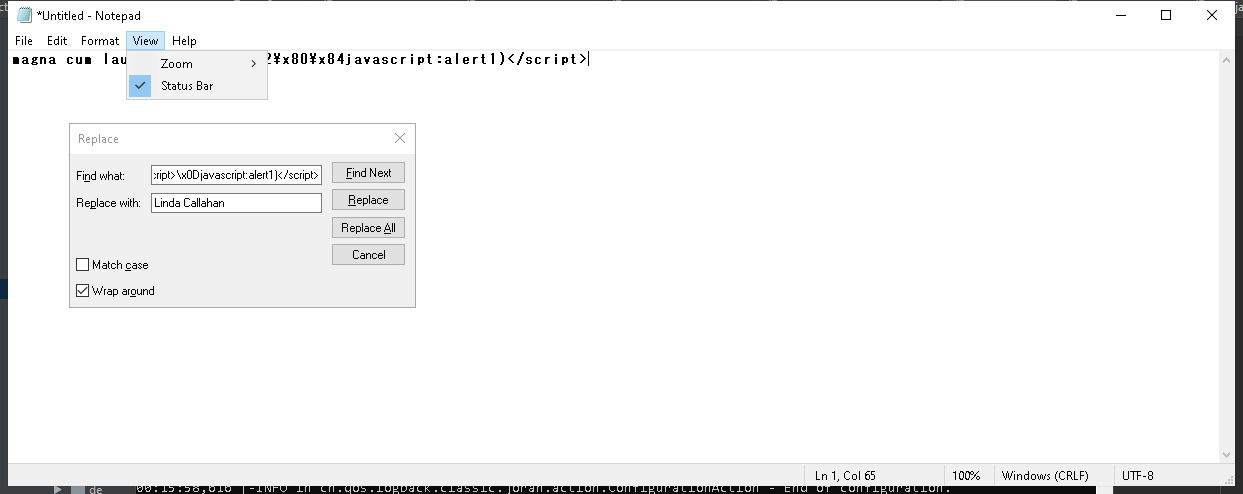 *Untitled - Notepad
File Edit Format View Help
magna cum lau 2¥x80¥x84javascript:alert1)</script>
Zoom
Status Bar
Replace
Find what: ript>\x0Djavascript:alert1)</script> Find Next
Replace with: Linda Callahan Replace
Replace All
Cancel
Match case
Wrap around
Ln 1, Col 65 100% Windows (CRLF) UTF-8
de 00:15:58,616 |-INFO in ch.qos.logback.classic.joran.action.ConfigurationAction - End of configuration.